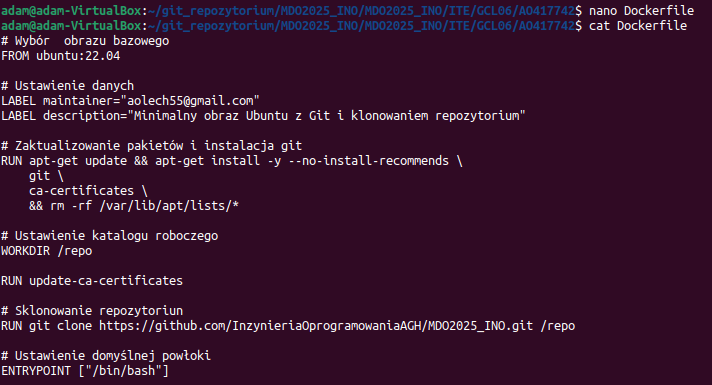 adam@adam-VirtualBox:~/git_repozytorium/MDO2025_INO/MDO2025_INO/ITE/GCL06/AO417742$ nano Dockerfile
adam@adam-VirtualBox:~/git_repozytorium/MDO2025_INO/MDO2025_INO/ITE/GCL06/AO417742$ cat Dockerfile
# Wybór  obrazu bazowego
FROM ubuntu:22.04

# Ustawienie danych
LABEL maintainer="aolech55@gmail.com"
LABEL description="Minimalny obraz Ubuntu z Git i klonowaniem repozytorium"

# Zaktualizowanie pakietów i instalacja git
RUN apt-get update && apt-get install -y --no-install-recommends \
    git \
    ca-certificates \
    && rm -rf /var/lib/apt/lists/*

# Ustawienie katalogu roboczego
WORKDIR /repo

RUN update-ca-certificates

# Sklonowanie repozytoriun
RUN git clone https://github.com/InzynieriaOprogramowaniaAGH/MDO2025_INO.git /repo

# Ustawienie domyślnej powłoki
ENTRYPOINT ["/bin/bash"]